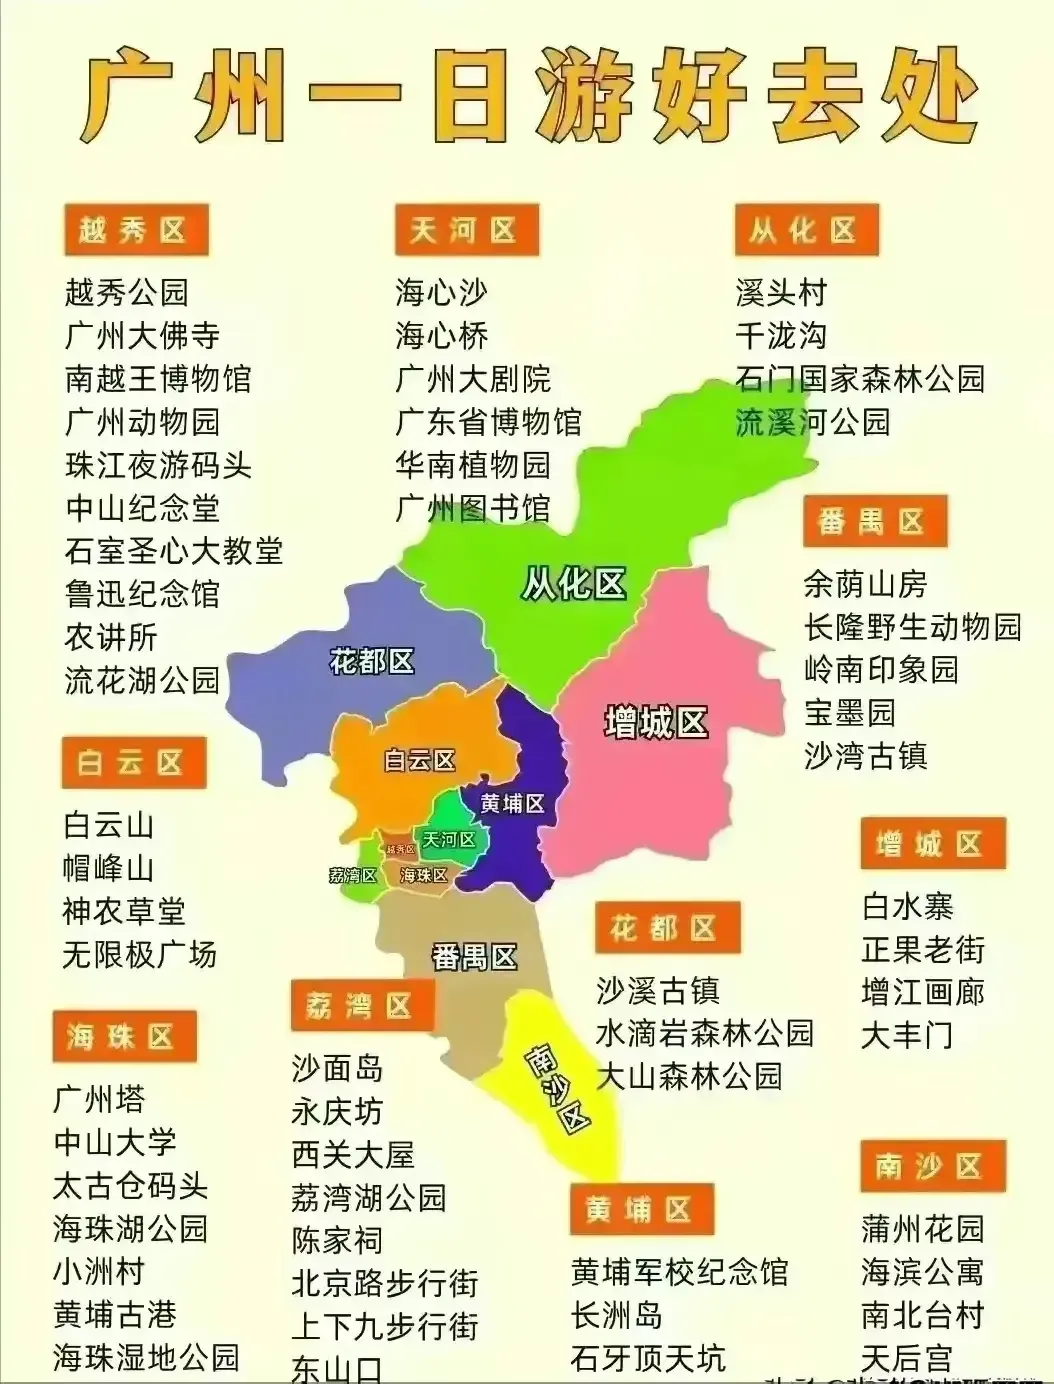 广州一日游好去处
越秀区
越秀公园
广州大佛寺
南越王博物馆
广州动物园
珠江夜游码头
中山纪念堂
石室圣心大教堂
鲁迅纪念馆
农讲所
流花湖公园
天河区
海心沙
海心桥
广州大剧院
广东省博物馆
华南植物园
广州图书馆
从化区
溪头村
千泷沟
石门国家森林公园
流溪河公园
番禺区
余荫山房
长隆野生动物园
岭南印象园
宝墨园
沙湾古镇
从化区
花都区
增城区
白云区
黄埔区
天河区
越秀区
荔湾区
海珠区
番禺区
南沙区
白云区
白云山
帽峰山
神农草堂
无限极广场
增城区
白水寨
正果老街
增江画廊
大丰门
花都区
沙溪古镇
水滴岩森林公园
大山森林公园
海珠区
广州塔
中山大学
太古仓码头
海珠湖公园
小洲村
黄埔古港
海珠湿地公园
荔湾区
沙面岛
永庆坊
西关大屋
荔湾湖公园
陈家祠
北京路步行街
上下九步行街
东山口
黄埔区
黄埔军校纪念馆
长洲岛
石牙顶天坑
南沙区
蒲州花园
海滨公寓
南北台村
天后宫